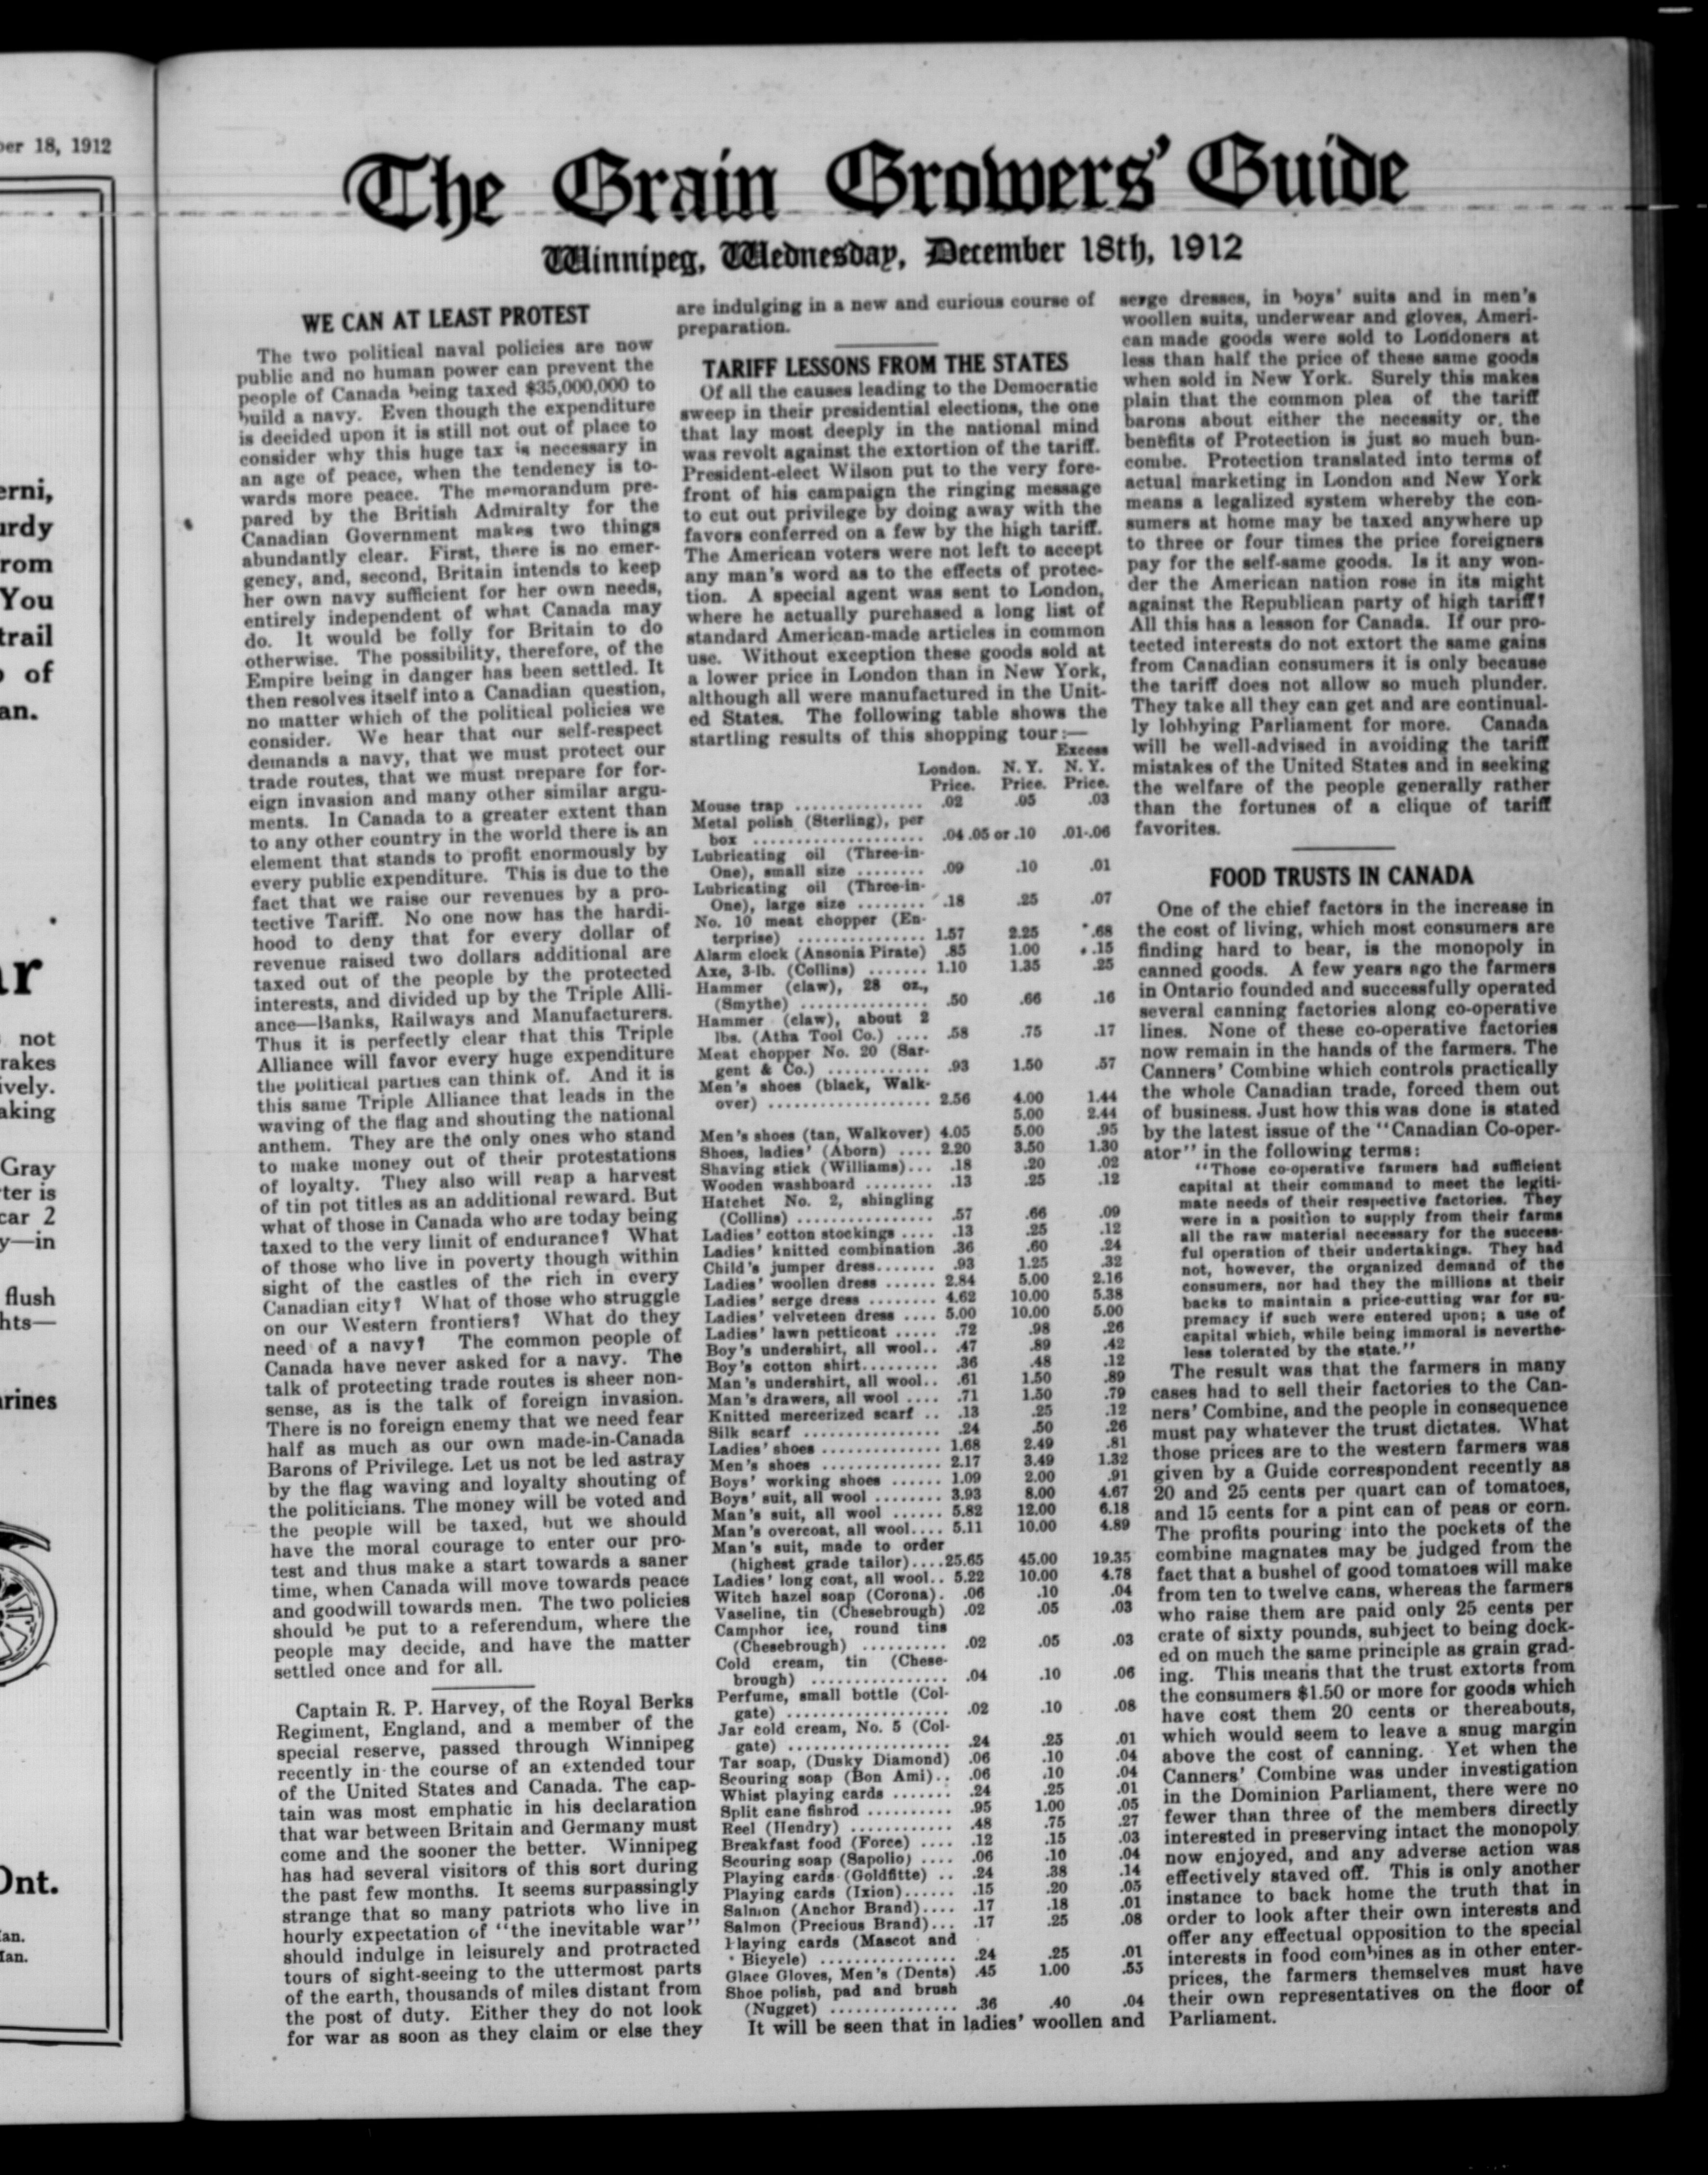 ber 18, 1912
erni,
urdy
rom
You
trail
of
an.
not
rakes
ively.
aking
Gray
ter is
car 2
y—in
flush
hts—
rines
Ont.
an.
The Grain Growers' Guide
Winnipeg, Wednesday, December 18th, 1912
WE CAN AT LEAST PROTEST
The two political naval policies are now
public and no human power can prevent the
people of Canada being taxed $35,000,000 to
build a navy. Even though the expenditure
is decided upon it is still not out of place to
consider why this huge tax is necessary in
an age of peace, when the tendency is to-
wards more peace. The memorandum pre-
pared by the British Admiralty for the
Canadian Government makes two things
abundantly clear. First, there is no emer-
gency, and, second, Britain intends to keep
her own navy sufficient for her own needs,
entirely independent of what Canada may
do. It would be folly for Britain to do
otherwise. The possibility, therefore, of the
Empire being in danger has been settled. It
then resolves itself into a Canadian question,
no matter which of the political policies we
consider. We hear that our self-respect
demands a navy, that we must protect our
trade routes, that we must prepare for for-
eign invasion and many other similar argu-
ments. In Canada to a greater extent than
to any other country in the world there is an
element that stands to profit enormously by
every public expenditure. This is due to the
fact that we raise our revenues by a pro-
tective Tariff. No one now has the hardi-
hood to deny that for every dollar of
revenue raised two dollars additional are
taxed out of the people by the protected
interests, and divided up by the Triple Alli-
ance—Banks, Railways and Manufacturers.
Thus it is perfectly clear that this Triple
Alliance will favor every huge expenditure
the political parties can think of. And it is
this same Triple Alliance that leads in the
waving of the flag and shouting the national
anthem. They are the only ones who stand
to make money out of their protestations
of loyalty. They also will reap a harvest
of tin pot titles as an additional reward. But
what of those in Canada who are today being
taxed to the very limit of endurance? What
of those who live in poverty though within
sight of the castles of the rich in every
Canadian city? What of those who struggle
on our Western frontiers? What do they
need of a navy? The common people of
Canada have never asked for a navy. The
talk of protecting trade routes is sheer non-
sense, as is the talk of foreign invasion.
There is no foreign enemy that we need fear
half as much as our own made-in-Canada
Barons of Privilege. Let us not be led astray
by the flag waving and loyalty shouting of
the politicians. The money will be voted and
the people will be taxed, but we should
have the moral courage to enter our pro-
test and thus make a start towards a saner
time, when Canada will move towards peace
and goodwill towards men. The two policies
should be put to a referendum, where the
people may decide, and have the matter
settled once and for all.
Captain R. P. Harvey, of the Royal Berks
Regiment, England, and a member of the
special reserve, passed through Winnipeg
recently in the course of an extended tour
of the United States and Canada. The cap-
tain was most emphatic in his declaration
that war between Britain and Germany must
come and the sooner the better. Winnipeg
has had several visitors of this sort during
the past few months. It seems surpassingly
strange that so many patriots who live in
hourly expectation of "the inevitable war"
should indulge in leisurely and protracted
tours of sight-seeing to the uttermost parts
of the earth, thousands of miles distant from
the post of duty. Either they do not look
for war as soon as they claim or else they
are indulging in a new and curious course of
preparation.
TARIFF LESSONS FROM THE STATES
Of all the causes leading to the Democratic
sweep in their presidential elections, the one
that lay most deeply in the national mind
was revolt against the extortion of the tariff.
President-elect Wilson put to the very fore-
front of his campaign the ringing message
to cut out privilege by doing away with the
favors conferred on a few by the high tariff.
The American voters were not left to accept
any man's word as to the effects of protec-
tion. A special agent was sent to London,
where he actually purchased a long list of
standard American-made articles in common
use. Without exception these goods sold at
a lower price in London than in New York,
although all were manufactured in the Unit-
ed States. The following table shows the
startling results of this shopping tour:—
Excess
London. N. Y. N. Y.
Price. Price. Price.
Mouse trap ............... .02 .05 .03
Metal polish (Sterling), per
box .................... .04 .05 or .10 .01-.06
Lubricating oil (Three-in-
One), small size ........ .09 .10 .01
Lubricating oil (Three-in-
One), large size ........ .18 .25 .07
No. 10 meat chopper (En-
terprise) ............... 1.57 2.25 .68
Alarm clock (Ansonia Pirate) .85 1.00 .15
Axe, 3-lb. (Collins) ....... 1.10 1.35 .25
Hammer (claw), 28 oz.,
(Smythe) ............... .50 .66 .16
Hammer (claw), about 2
lbs. (Atha Tool Co.) .... .58 .75 .17
Meat chopper No. 20 (Sar-
gent & Co.) ............ .93 1.50 .57
Men's shoes (black, Walk-
over) ................... 2.56 4.00 1.44
5.00 2.44
Men's shoes (tan, Walkover) 4.05 5.00 .95
Shoes, ladies' (Aborn) .... 2.20 3.50 1.30
Shaving stick (Williams)... .18 .20 .02
Wooden washboard ........ .13 .25 .12
Hatchet No. 2, shingling
(Collins) ................ .57 .66 .09
Ladies' cotton stockings .... .13 .25 .12
Ladies' knitted combination .36 .60 .24
Child's jumper dress....... .93 1.25 .32
Ladies' woollen dress ...... 2.84 5.00 2.16
Ladies' serge dress ........ 4.62 10.00 5.38
Ladies' velveteen dress .... 5.00 10.00 5.00
Ladies' lawn petticoat ..... .72 .98 .26
Boy's undershirt, all wool.. .47 .89 .42
Boy's cotton shirt......... .36 .48 .12
Man's undershirt, all wool.. .61 1.50 .89
Man's drawers, all wool .... .71 1.50 .79
Knitted mercerized scarf .. .13 .25 .12
Silk scarf ................ .24 .50 .26
Ladies' shoes ............. 1.68 2.49 .81
Men's shoes ............. 2.17 3.49 1.32
Boys' working shoes ...... 1.09 2.00 .91
Boys' suit, all wool ........ 3.93 8.00 4.67
Man's suit, all wool ...... 5.82 12.00 6.18
Man's overcoat, all wool.... 5.11 10.00 4.89
Man's suit, made to order
(highest grade tailor)....25.65 45.00 19.35
Ladies' long coat, all wool.. 5.22 10.00 4.78
Witch hazel soap (Corona). .06 .10 .04
Vaseline, tin (Chesebrough) .02 .05 .03
Camphor ice, round tins
(Chesebrough) .......... .02 .05 .03
Cold cream, tin (Chese-
brough) ................ .04 .10 .06
Perfume, small bottle (Col-
gate) ................... .02 .10 .08
Jar cold cream, No. 5 (Col-
gate) ................... .24 .25 .01
Tar soap, (Dusky Diamond) .06 .10 .04
Scouring soap (Bon Ami).. .06 .10 .04
Whist playing cards ....... .24 .25 .01
Split cane fishrod .......... .95 1.00 .05
Reel (Hendry) ............ .48 .75 .27
Breakfast food (Force) .... .12 .15 .03
Scouring soap (Sapolio) .... .06 .10 .04
Playing cards (Goldfitte) .. .24 .38 .14
Playing cards (Ixion)...... .15 .20 .05
Salmon (Anchor Brand).... .17 .18 .01
Salmon (Precious Brand)... .17 .25 .08
Playing cards (Mascot and
Bicycle) ................ .24 .25 .01
Glace Gloves, Men's (Dents) .45 1.00 .55
Shoe polish, pad and brush
(Nugget) ............... .36 .40 .04
It will be seen that in ladies' woollen and
serge dresses, in boys' suits and in men's
woollen suits, underwear and gloves, Ameri-
can made goods were sold to Londoners at
less than half the price of these same goods
when sold in New York. Surely this makes
plain that the common plea of the tariff
barons about either the necessity or the
benefits of Protection is just so much bun-
combe. Protection translated into terms of
actual marketing in London and New York
means a legalized system whereby the con-
sumers at home may be taxed anywhere up
to three or four times the price foreigners
pay for the self-same goods. Is it any won-
der the American nation rose in its might
against the Republican party of high tariff?
All this has a lesson for Canada. If our pro-
tected interests do not extort the same gains
from Canadian consumers it is only because
the tariff does not allow so much plunder.
They take all they can get and are continual-
ly lobbying Parliament for more. Canada
will be well-advised in avoiding the tariff
mistakes of the United States and in seeking
the welfare of the people generally rather
than the fortunes of a clique of tariff
favorites.
FOOD TRUSTS IN CANADA
One of the chief factors in the increase in
the cost of living, which most consumers are
finding hard to bear, is the monopoly in
canned goods. A few years ago the farmers
in Ontario founded and successfully operated
several canning factories along co-operative
lines. None of these co-operative factories
now remain in the hands of the farmers. The
Canners' Combine which controls practically
the whole Canadian trade, forced them out
of business. Just how this was done is stated
by the latest issue of the "Canadian Co-oper-
ator" in the following terms:
"Those co-operative farmers had sufficient
capital at their command to meet the legiti-
mate needs of their respective factories. They
were in a position to supply from their farms
all the raw material necessary for the success-
ful operation of their undertakings. They had
not, however, the organized demand of the
consumers, nor had they the millions at their
backs to maintain a price-cutting war for su-
premacy if such were entered upon; a use of
capital which, while being immoral is neverthe-
less tolerated by the state."
The result was that the farmers in many
cases had to sell their factories to the Can-
ners' Combine, and the people in consequence
must pay whatever the trust dictates. What
those prices are to the western farmers was
given by a Guide correspondent recently as
20 and 25 cents per quart can of tomatoes,
and 15 cents for a pint can of peas or corn.
The profits pouring into the pockets of the
combine magnates may be judged from the
fact that a bushel of good tomatoes will make
from ten to twelve cans, whereas the farmers
who raise them are paid only 25 cents per
crate of sixty pounds, subject to being dock-
ed on much the same principle as grain grad-
ing. This means that the trust extorts from
the consumers $1.50 or more for goods which
have cost them 20 cents or thereabouts,
which would seem to leave a snug margin
above the cost of canning. Yet when the
Canners' Combine was under investigation
in the Dominion Parliament, there were no
fewer than three of the members directly
interested in preserving intact the monopoly
now enjoyed, and any adverse action was
effectively staved off. This is only another
instance to back home the truth that in
order to look after their own interests and
offer any effectual opposition to the special
interests in food combines as in other enter-
prices, the farmers themselves must have
their own representatives on the floor of
Parliament.